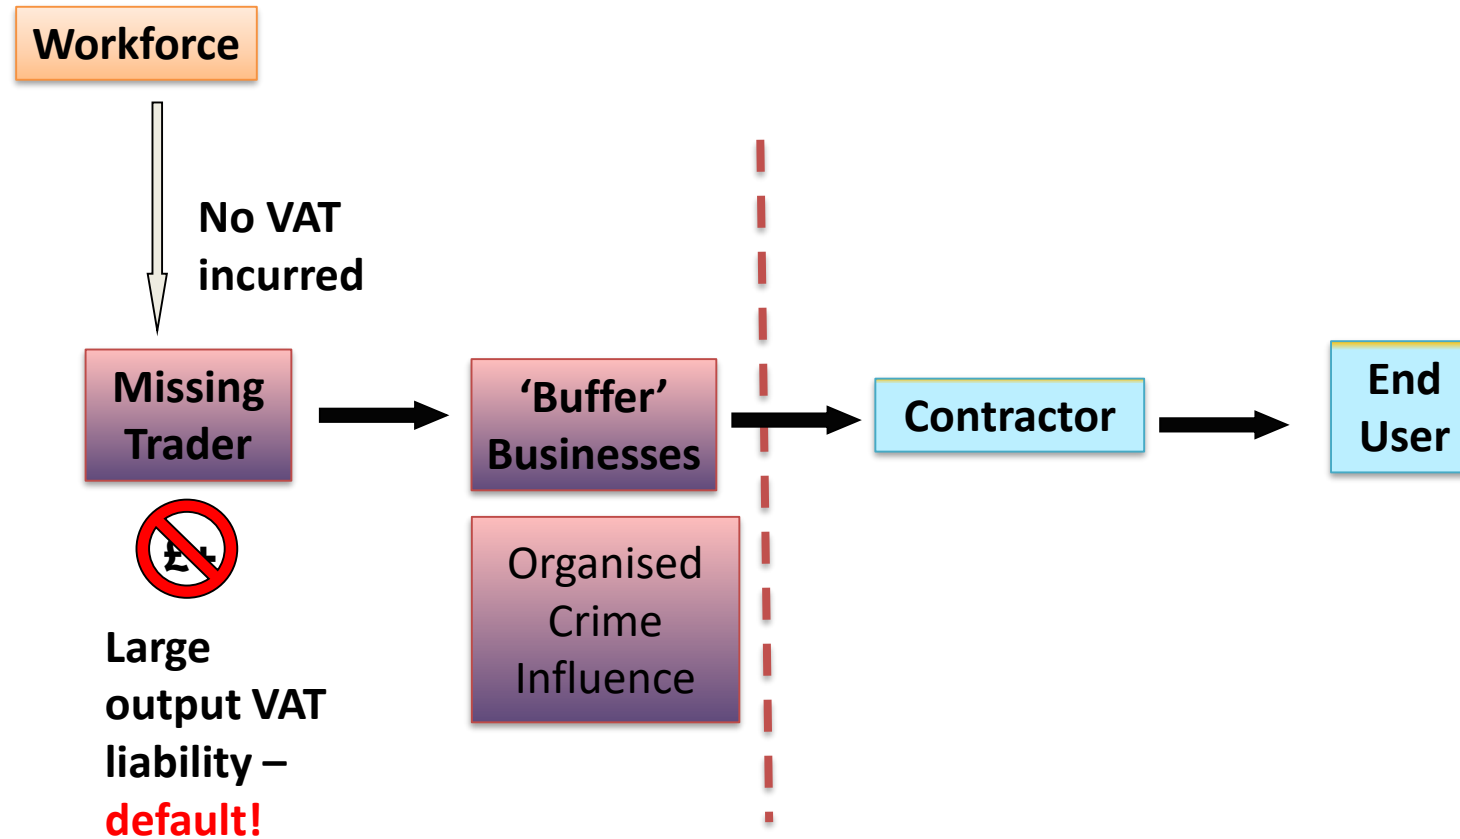 Workforce
No VAT
incurred
Missing
Trader
‘Buffer’
Businesses
Contractor
End
User
Organised
Crime
Influence
Large
output VAT
liability –
default!